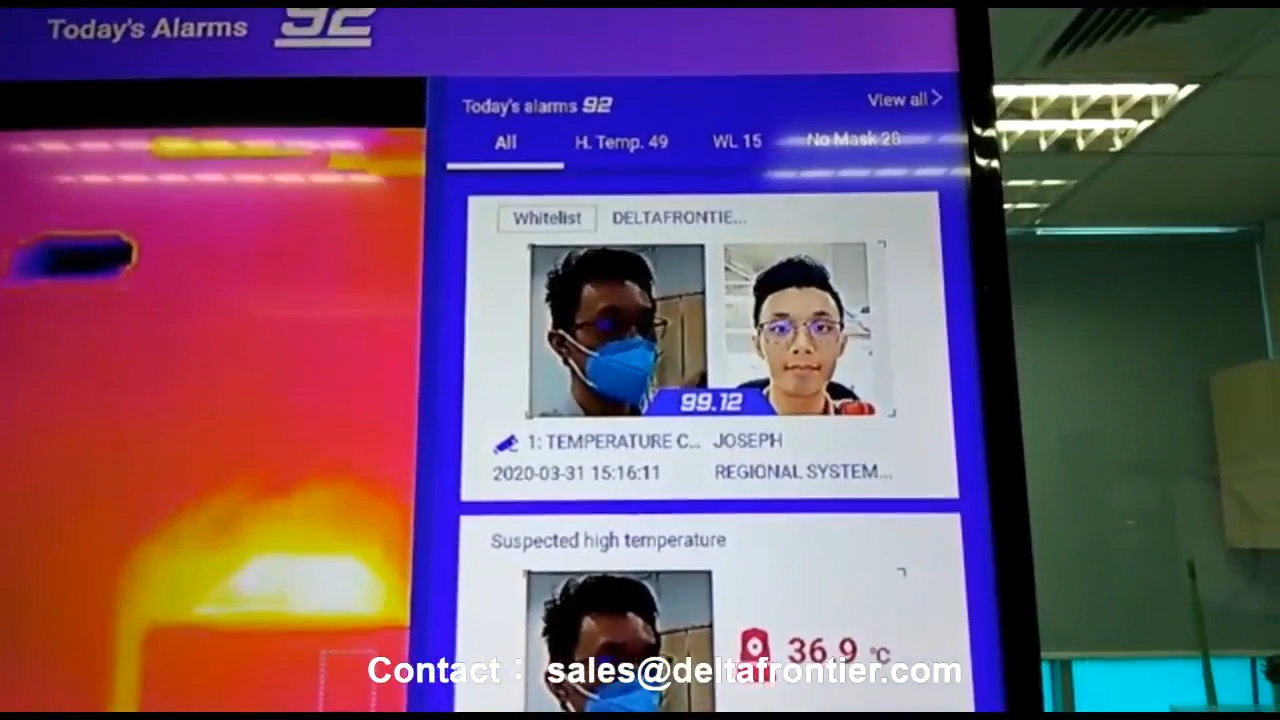 Today's Alarms 92
Today's alarms 92 View all >
All H. Temp. 49 WL 15 No Mask 28
Whitelist DELTAFRONTIE...
99.12
1: TEMPERATURE C... JOSEPH
2020-03-31 15:16:11 REGIONAL SYSTEM...
Suspected high temperature
36.9 °C
Contact : sales@deltafrontier.com